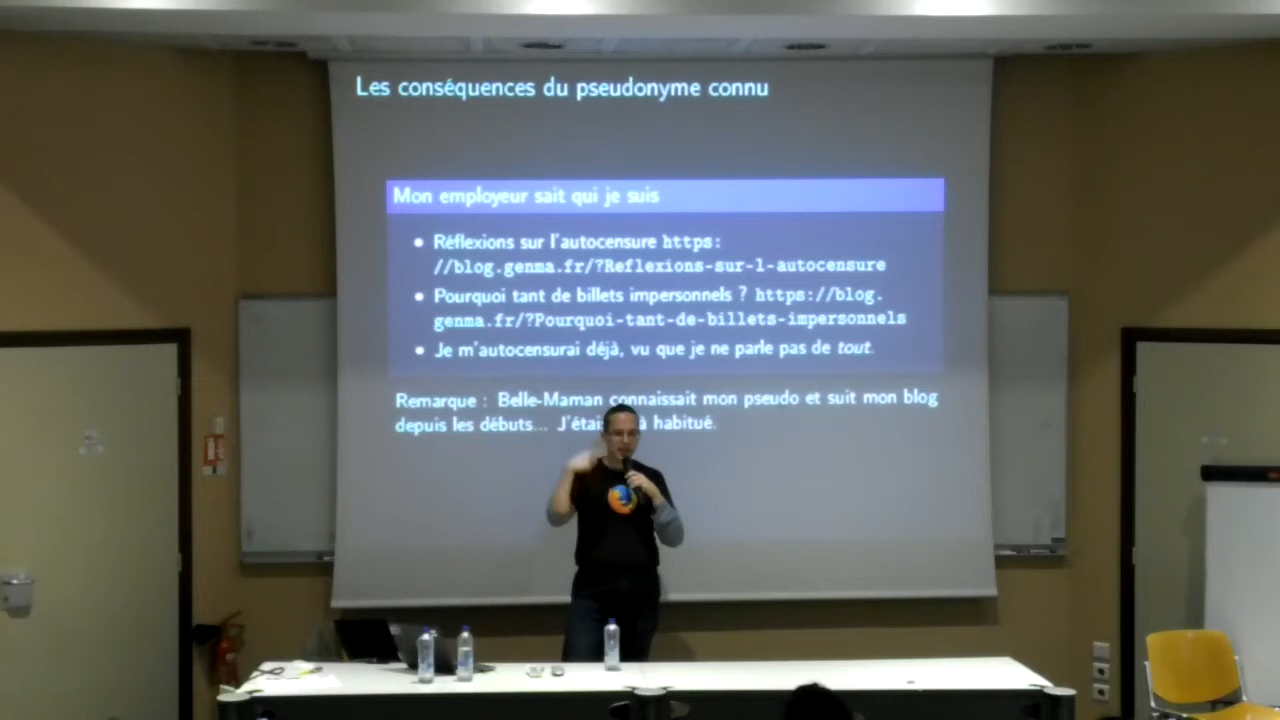 Les conséquences du pseudonyme connu
Mon employeur sait qui je suis
• Réflexions sur l'autocensure https:
//blog.genma.fr/?Reflexions-sur-l-autocensure
• Pourquoi tant de billets impersonnels ? https://blog.
genma.fr/?Pourquoi-tant-de-billets-impersonnels
• Je m'autocensurai déjà, vu que je ne parle pas de tout.
Remarque : Belle-Maman connaissait mon pseudo et suit mon blog
depuis les débuts... habitué.